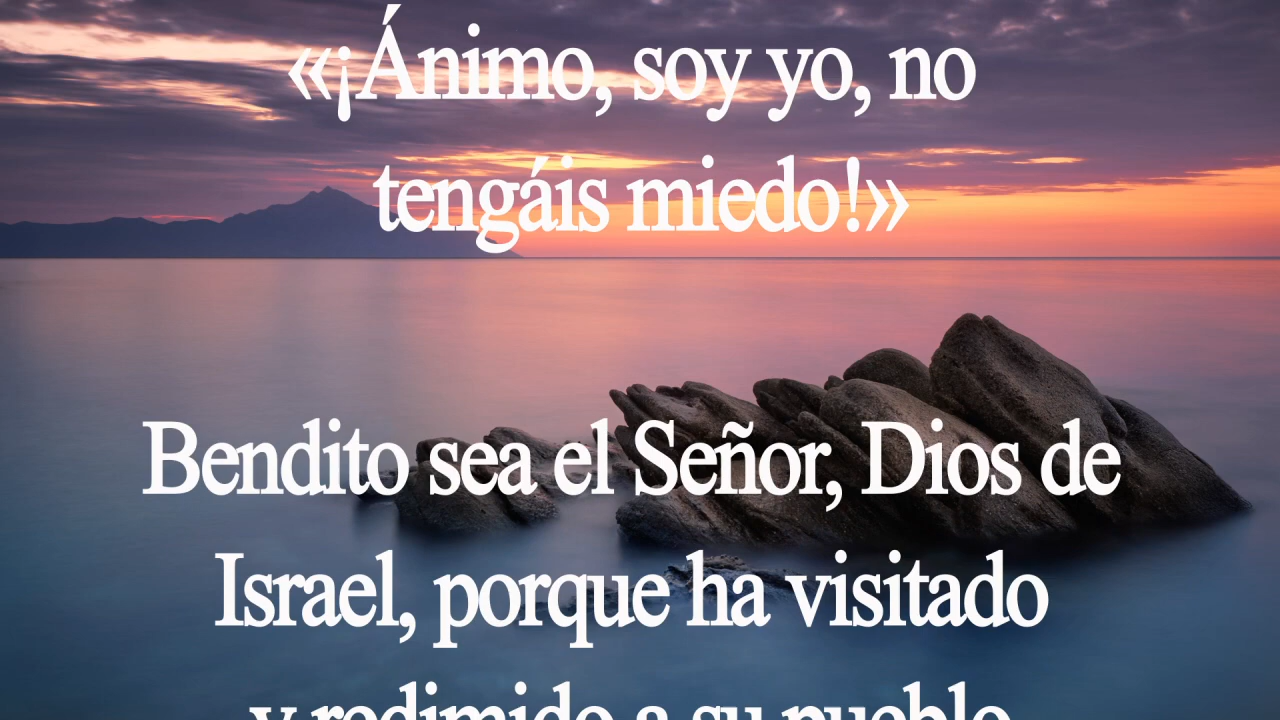 «¡Ánimo, soy yo, no
tengáis miedo!»
Bendito sea el Señor, Dios de
Israel, porque ha visitado
y redimido a su pueblo